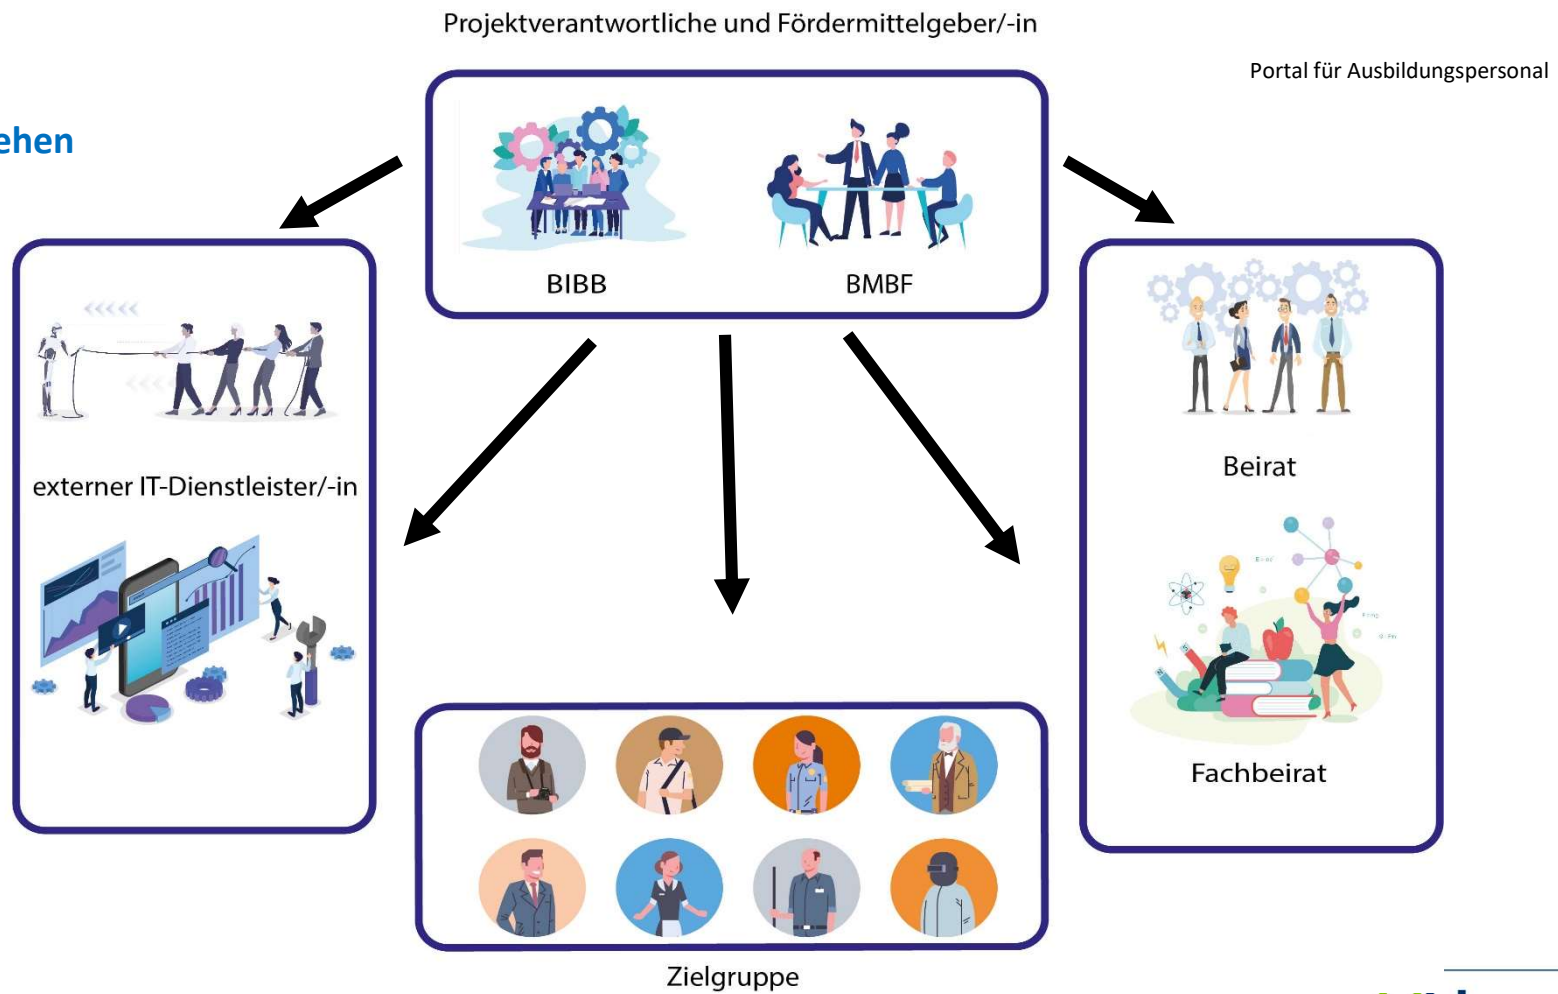 Projektverantwortliche und Fördermittelgeber/-in
Portal für Ausbildungspersonal
ehen
BIBB
BMBF
externer IT-Dienstleister/-in
Beirat
Fachbeirat
Zielgruppe